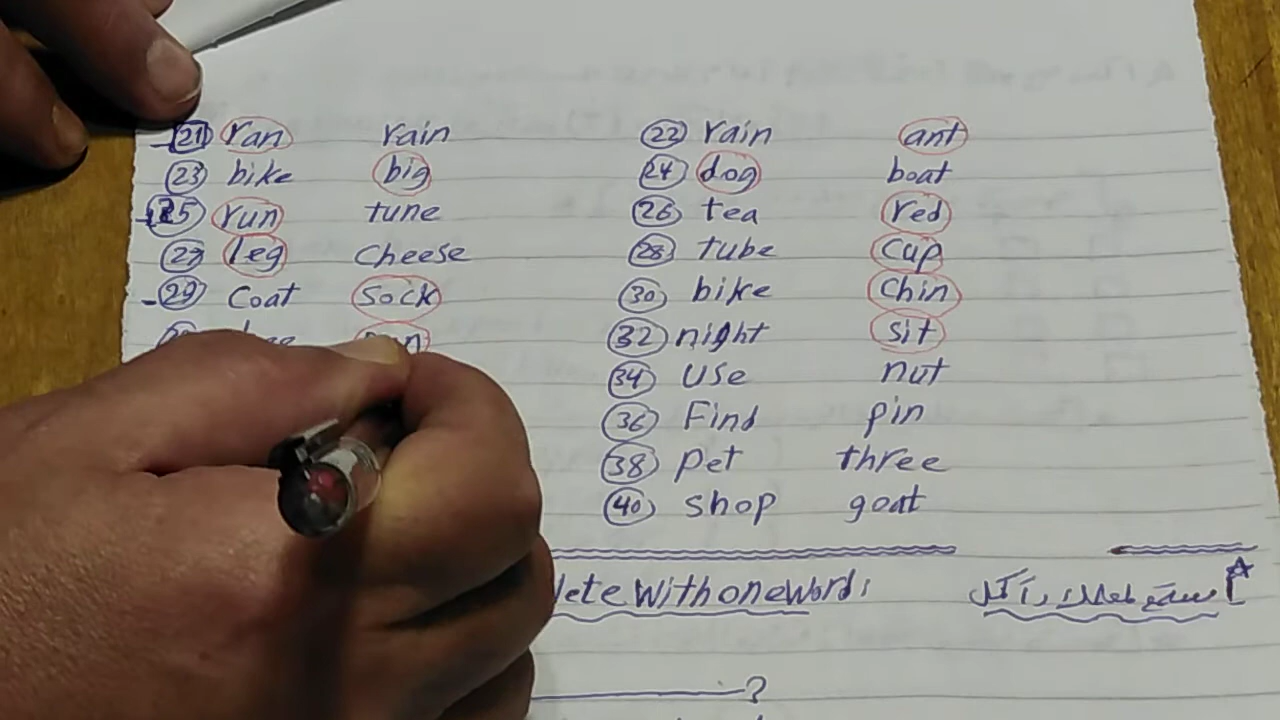 21 ran rain 22 rain ant
23 bike big 24 dog boat
25 run tune 26 tea red
27 leg cheese 28 tube cup
29 coat sock 30 bike chin
32 night sit
34 use nut
36 Find pin
38 pet three
40 shop goat
with one word:
?